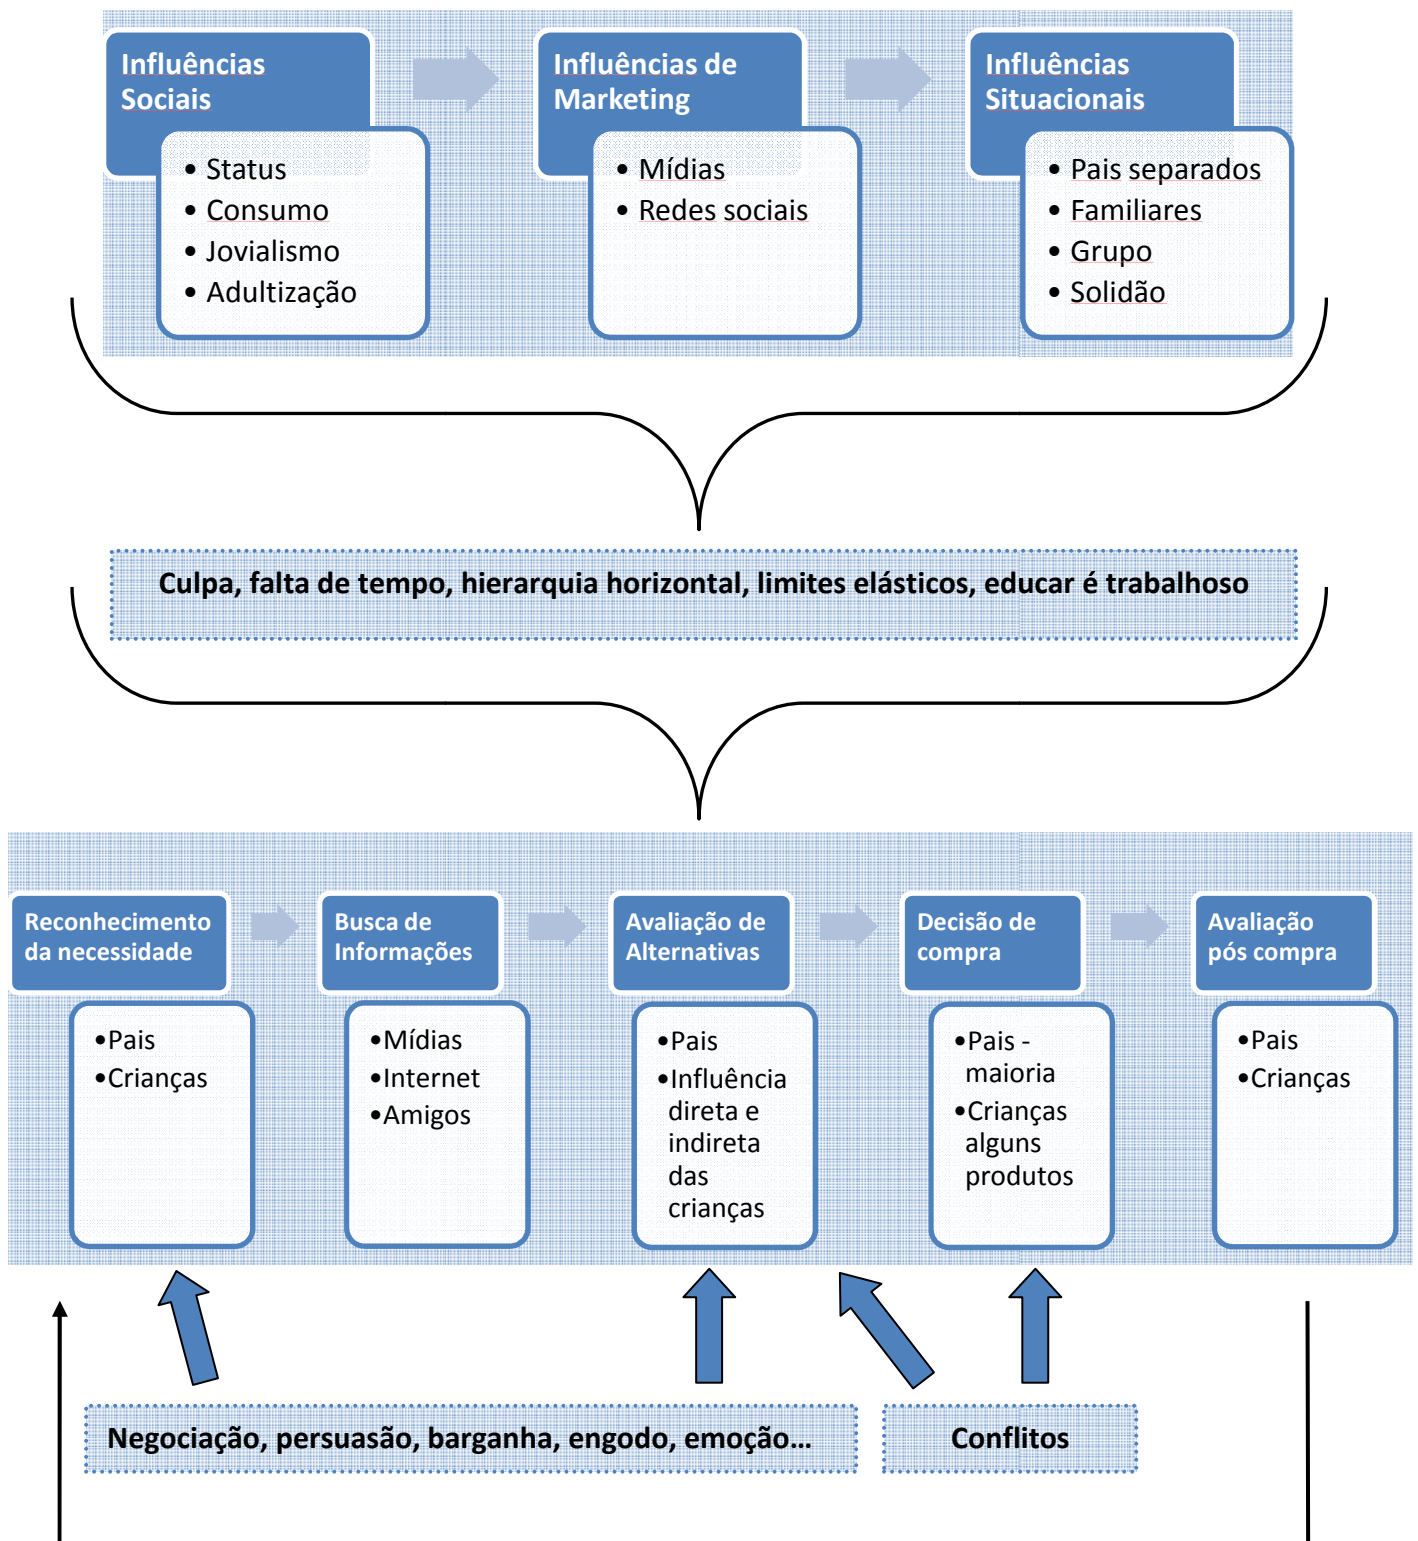 Influências
Sociais
• Status
• Consumo
• Jovialismo
• Adultização
Influências de
Marketing
• Mídias
• Redes sociais
Influências
Situacionais
• Pais separados
• Familiares
• Grupo
• Solidão
Culpa, falta de tempo, hierarquia horizontal, limites elásticos, educar é trabalhoso
Reconhecimento
da necessidade
•Pais
•Crianças
Busca de
Informações
•Mídias
•Internet
•Amigos
Avaliação de
Alternativas
•Pais
•Influência
direta e
indireta
das
crianças
Decisão de
compra
•Pais -
maioria
•Crianças
alguns
produtos
Avaliação
pós compra
•Pais
•Crianças
Negociação, persuasão, barganha, engodo, emoção...
Conflitos